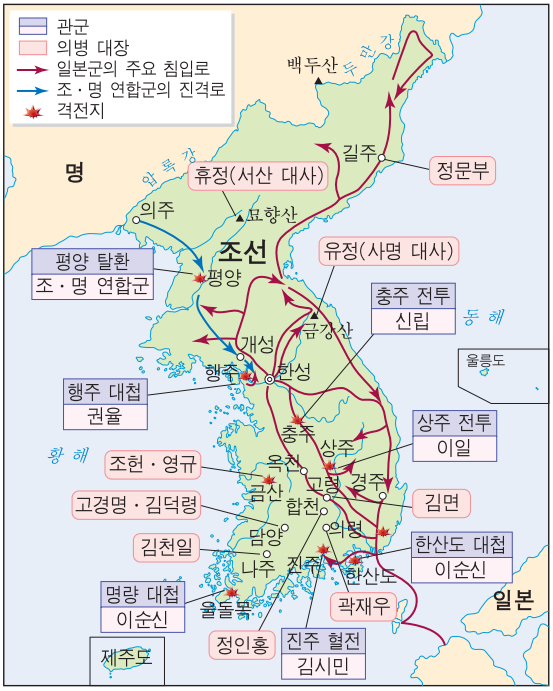 관군
의병 대장
일본군의 주요 침입로
조·명 연합군의 진격로
격전지
백두산
두만강
압록강
명
길주
정문부
휴정(서산 대사)
의주
묘향산
조선
유정(사명 대사)
평양 탈환
조·명 연합군
평양
충주 전투
신립
금강산
동해
개성
울릉도
행주
한성
행주 대첩
권율
상주 전투
이일
충주
상주
황해
조헌·영규
옥천
금산
고령
경주
고경명·김덕령
합천
김면
담양
의령
김천일
한산도 대첩
이순신
나주
진주
한산도
명량 대첩
이순신
울돌목
곽재우
일본
정인홍
진주 혈전
김시민
제주도